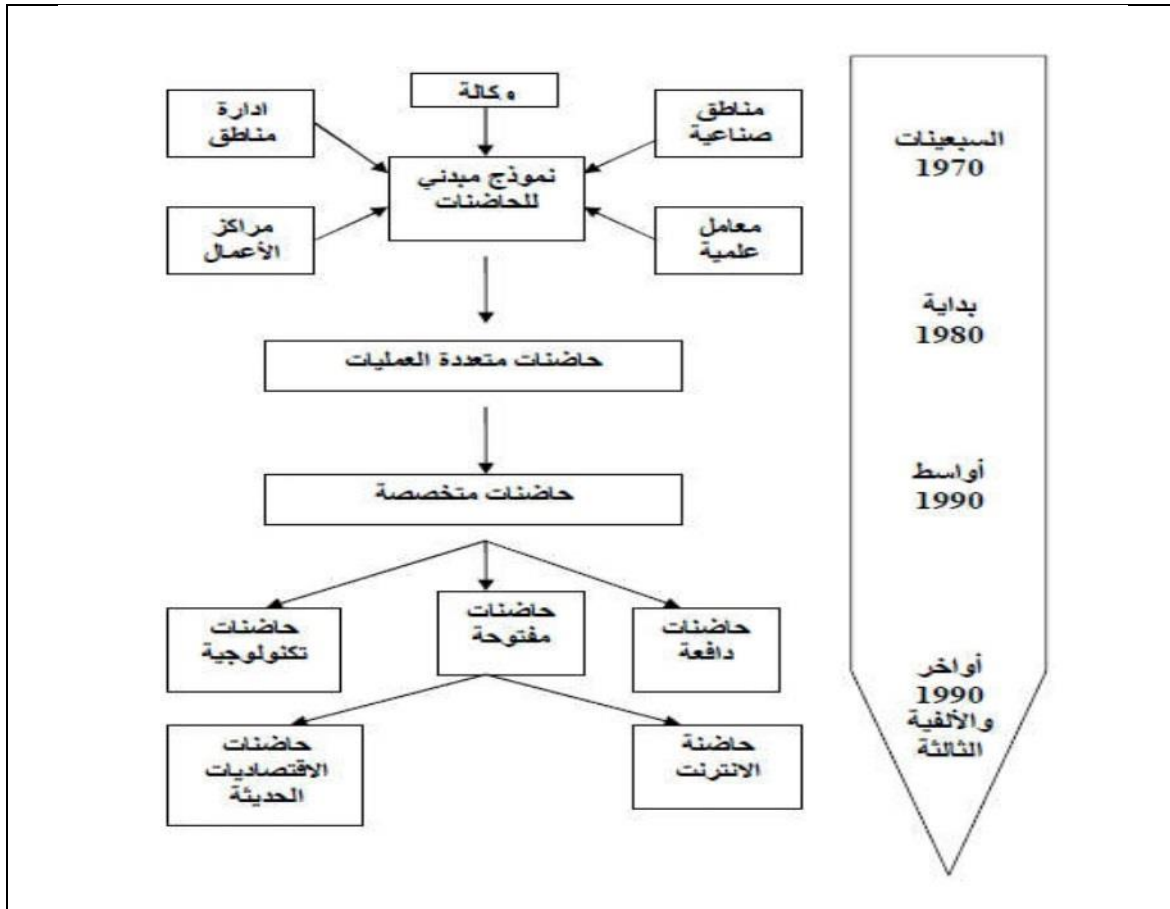 وكالة
مناطق
صناعية
ادارة
مناطق
نموذج مبدئي
للحاضنات
معامل
علمية
مراكز
الأعمال
حاضنات متعددة العمليات
حاضنات متخصصة
حاضنات
دافعة
حاضنات
مفتوحة
حاضنات
تكنولوجية
حاضنة
الانترنت
حاضنات
الاقتصاديات
الحديثة
السبعينات
1970
بداية
1980
أواسط
1990
أواخر
1990
والألفية
الثالثة